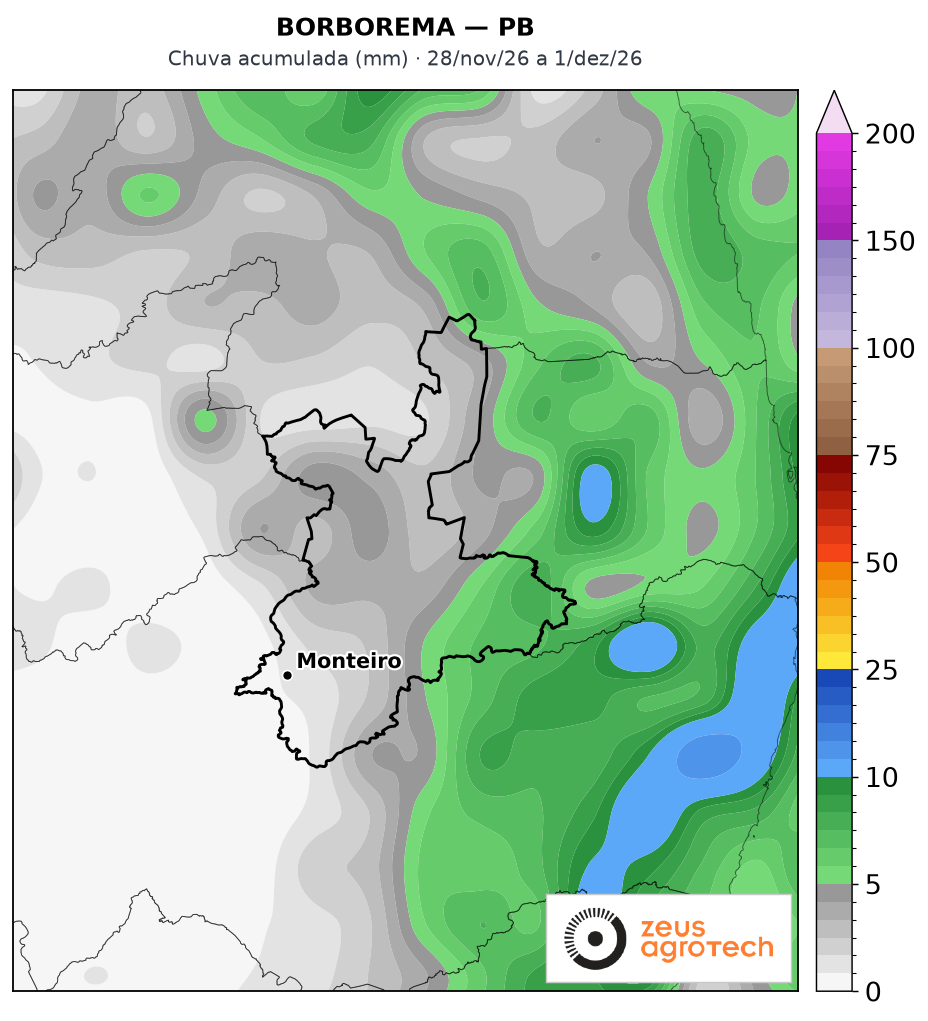 BORBOREMA — PB
Chuva acumulada (mm) · 28/nov/26 a 1/dez/26
200
150
100
75
50
25
10
5
0
Monteiro
zeus
agrotech